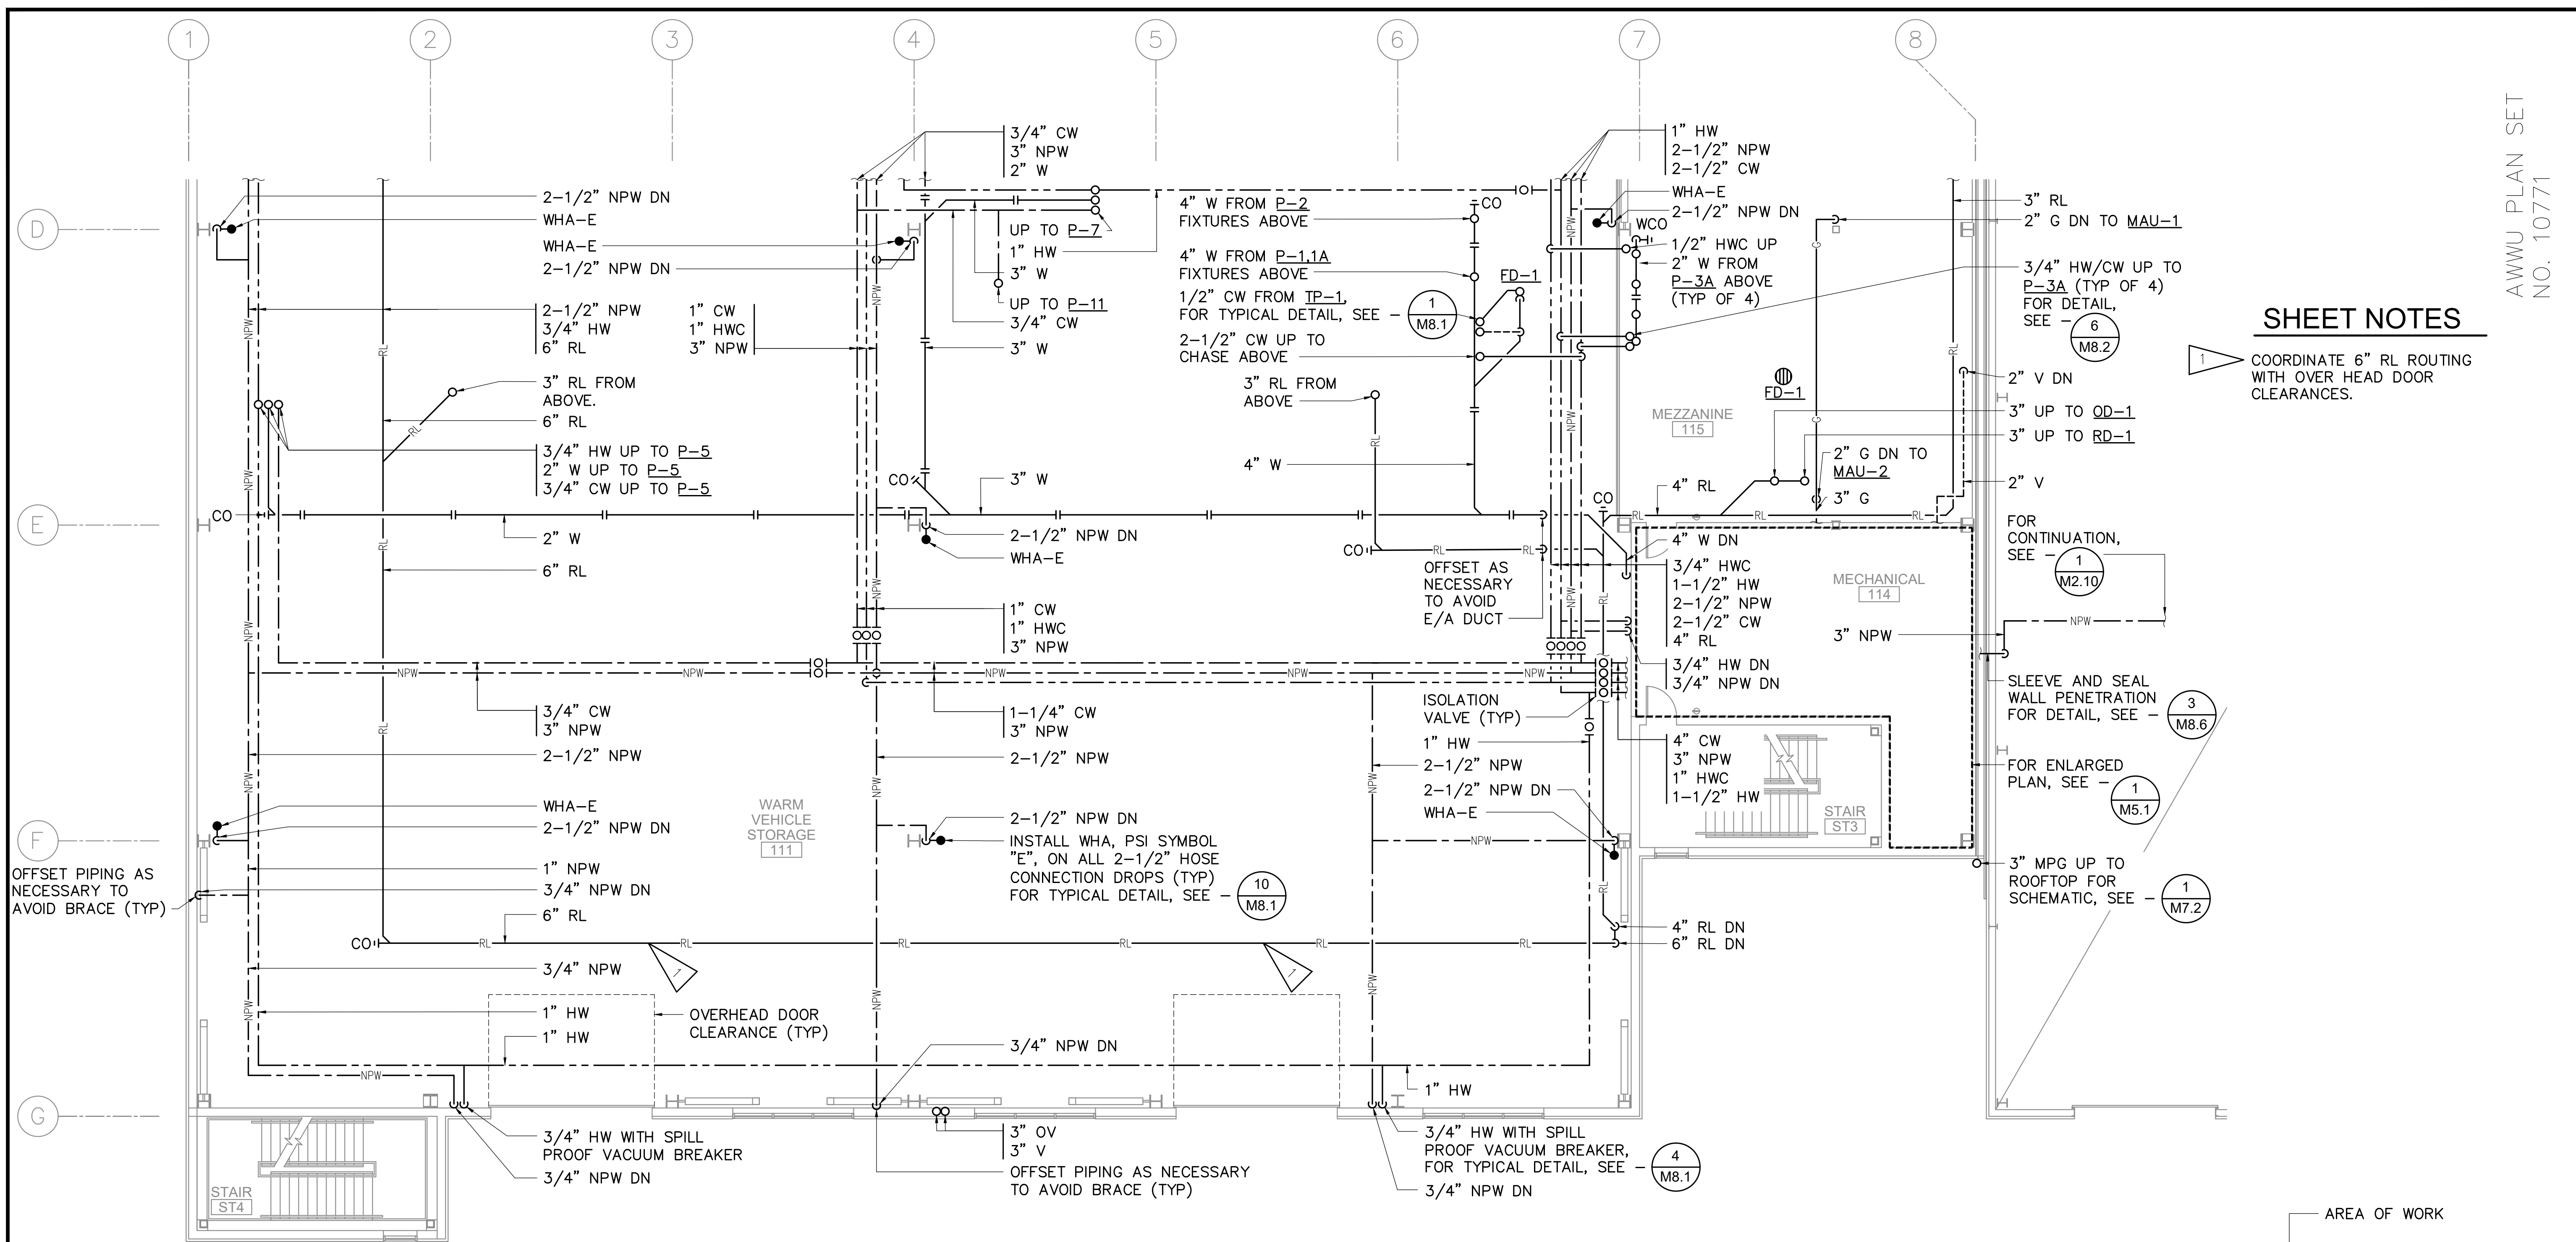 1
2
3
4
5
6
7
8
D
E
F
G
AWWU PLAN SET
NO. 107771
SHEET NOTES
1
COORDINATE 6" RL ROUTING
WITH OVER HEAD DOOR
CLEARANCES.
2-1/2" NPW DN
WHA-E
WHA-E
2-1/2" NPW DN
2-1/2" NPW
3/4" HW
6" RL
3" RL FROM
ABOVE.
6" RL
3/4" HW UP TO P-5
2" W UP TO P-5
3/4" CW UP TO P-5
CO
2" W
6" RL
1" CW
1" HWC
3" NPW
3/4" CW
3" NPW
2" W
UP TO P-7
1" HW
3" W
UP TO P-11
3/4" CW
3" W
CO
3" W
2-1/2" NPW DN
WHA-E
1" CW
1" HWC
3" NPW
4" W FROM P-2
FIXTURES ABOVE
CO
4" W FROM P-1,1A
FIXTURES ABOVE
FD-1
1/2" CW FROM TP-1,
FOR TYPICAL DETAIL, SEE -
1
M8.1
2-1/2" CW UP TO
CHASE ABOVE
3" RL FROM
ABOVE
4" W
CO
OFFSET AS
NECESSARY
TO AVOID
E/A DUCT
1" HW
2-1/2" NPW
2-1/2" CW
WHA-E
2-1/2" NPW DN
WCO
1/2" HWC UP
2" W FROM
P-3A ABOVE
(TYP OF 4)
FD-1
MEZZANINE
115
4" RL
CO
2" G DN TO
MAU-2
3" G
3" RL
2" G DN TO MAU-1
3/4" HW/CW UP TO
P-3A (TYP OF 4)
FOR DETAIL,
SEE -
6
M8.2
2" V DN
3" UP TO OD-1
3" UP TO RD-1
2" V
FOR
CONTINUATION,
SEE -
1
M2.10
4" W DN
3/4" HWC
1-1/2" HW
2-1/2" NPW
2-1/2" CW
4" RL
3/4" HW DN
3/4" NPW DN
MECHANICAL
114
3" NPW
NPW
SLEEVE AND SEAL
WALL PENETRATION
FOR DETAIL, SEE -
3
M8.6
FOR ENLARGED
PLAN, SEE -
1
M5.1
3" MPG UP TO
ROOFTOP FOR
SCHEMATIC, SEE -
1
M7.2
3/4" CW
3" NPW
2-1/2" NPW
WHA-E
2-1/2" NPW DN
1" NPW
3/4" NPW DN
6" RL
OFFSET PIPING AS
NECESSARY TO
AVOID BRACE (TYP)
CO
3/4" NPW
1" HW
1" HW
WARM
VEHICLE
STORAGE
111
1-1/4" CW
3" NPW
2-1/2" NPW
2-1/2" NPW DN
INSTALL WHA, PSI SYMBOL
"E", ON ALL 2-1/2" HOSE
CONNECTION DROPS (TYP)
FOR TYPICAL DETAIL, SEE -
10
M8.1
ISOLATION
VALVE (TYP)
1" HW
2-1/2" NPW
2-1/2" NPW DN
WHA-E
4" CW
3" NPW
1" HWC
1-1/2" HW
STAIR
ST3
4" RL DN
6" RL DN
1
1
OVERHEAD DOOR
CLEARANCE (TYP)
3/4" NPW DN
1" HW
3/4" HW WITH SPILL
PROOF VACUUM BREAKER
3/4" NPW DN
3" OV
3" V
OFFSET PIPING AS NECESSARY
TO AVOID BRACE (TYP)
3/4" HW WITH SPILL
PROOF VACUUM BREAKER,
FOR TYPICAL DETAIL, SEE -
4
M8.1
3/4" NPW DN
STAIR
ST4
AREA OF WORK